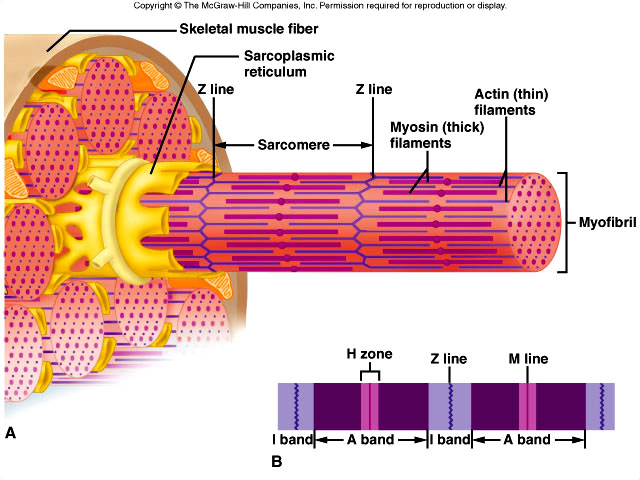 Copyright © The McGraw-Hill Companies, Inc. Permission required for reproduction or display.
Skeletal muscle fiber
Sarcoplasmic
reticulum
Z line
Z line
Actin (thin)
filaments
Myosin (thick)
filaments
Sarcomere
Myofibril
H zone
Z line
M line
A
I band
A band
I band
A band
B